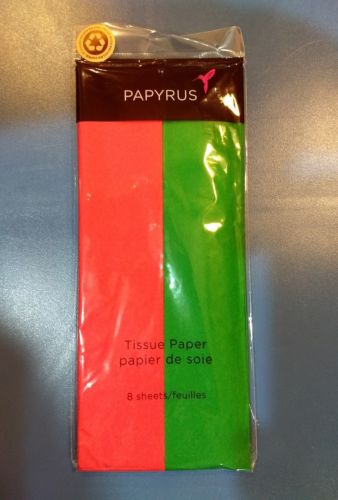 PAPYRUS
Tissue Paper
papier de soie
8 sheets/feuilles